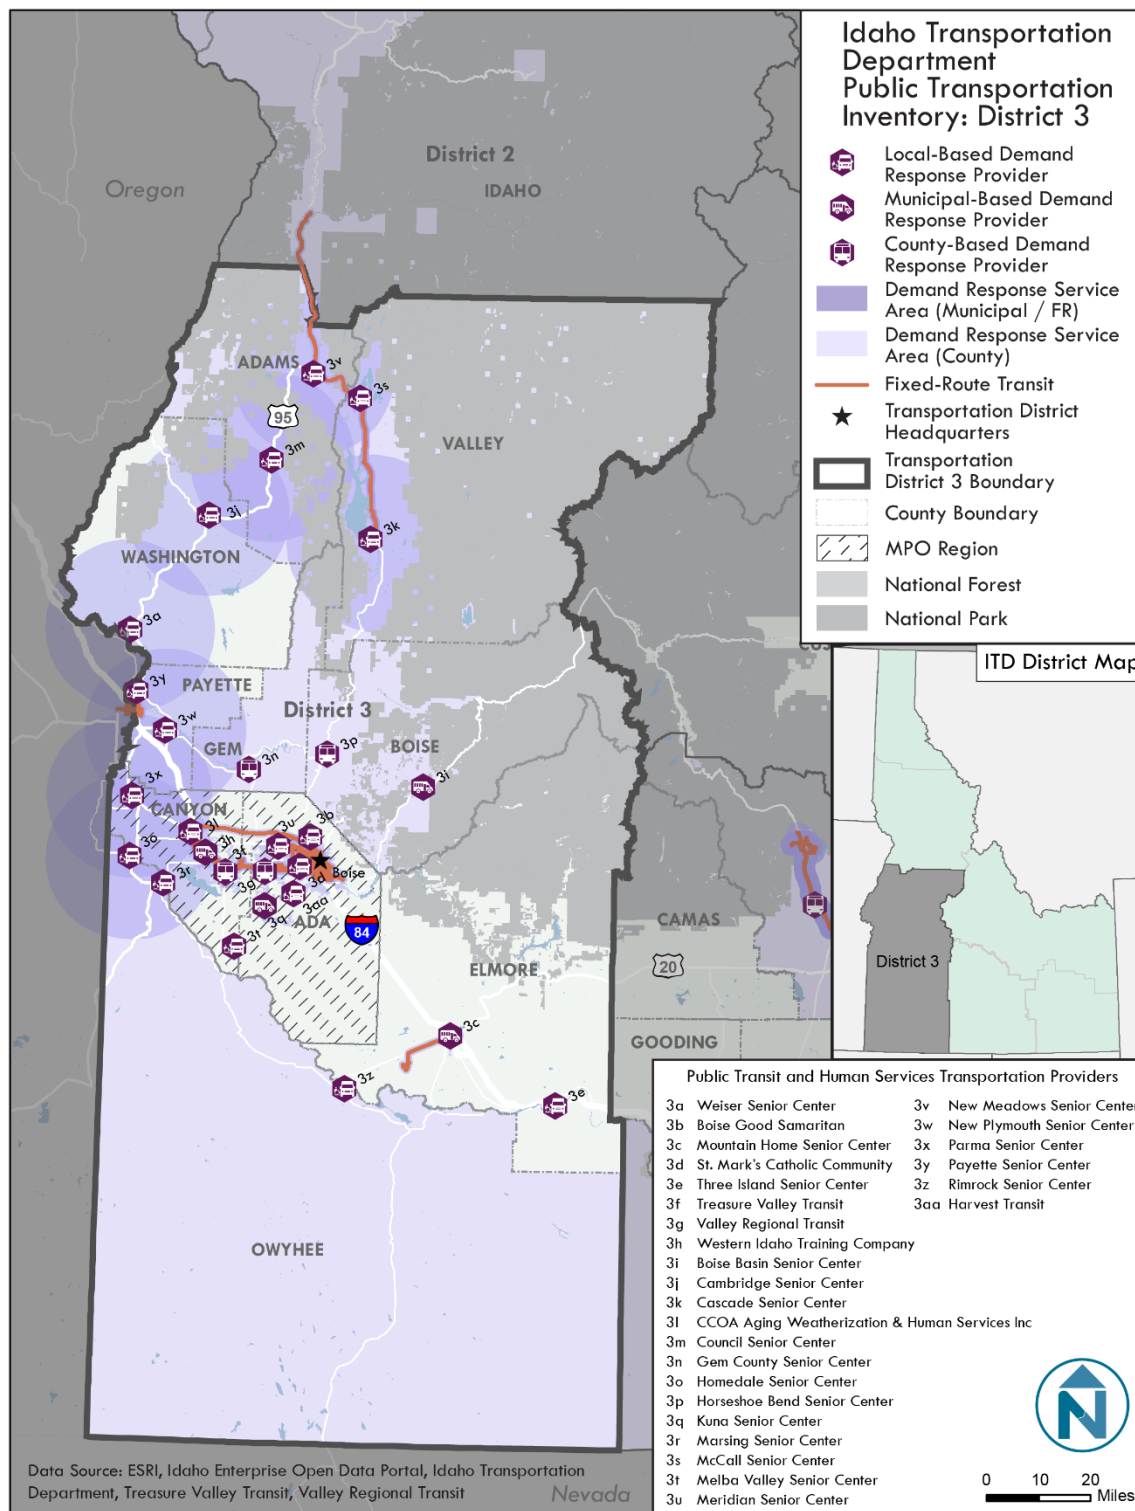 Idaho Transportation
Department
Public Transportation
Inventory: District 3
Local-Based Demand
Response Provider
Municipal-Based Demand
Response Provider
County-Based Demand
Response Provider
Demand Response Service
Area (Municipal / FR)
Demand Response Service
Area (County)
Fixed-Route Transit
Transportation District
Headquarters
Transportation
District 3 Boundary
County Boundary
MPO Region
National Forest
National Park
District 2
Oregon
IDAHO
ADAMS
3v
3s
95
VALLEY
3m
3j
3k
WASHINGTON
3a
3y
PAYETTE
District 3
3w
GEM
3n
3p
BOISE
3i
3x
CANYON
3l
3u
3b
3h
3o
3f
Boise
3r
3g
3d
3aa
3q
ADA
84
3t
CAMAS
20
ELMORE
3c
GOODING
3z
3e
OWYHEE
Nevada
ITD District Map
District 3
Public Transit and Human Services Transportation Providers
3a Weiser Senior Center
3b Boise Good Samaritan
3c Mountain Home Senior Center
3d St. Mark's Catholic Community
3e Three Island Senior Center
3f Treasure Valley Transit
3g Valley Regional Transit
3h Western Idaho Training Company
3i Boise Basin Senior Center
3j Cambridge Senior Center
3k Cascade Senior Center
3l CCOA Aging Weatherization & Human Services Inc
3m Council Senior Center
3n Gem County Senior Center
3o Homedale Senior Center
3p Horseshoe Bend Senior Center
3q Kuna Senior Center
3r Marsing Senior Center
3s McCall Senior Center
3t Melba Valley Senior Center
3u Meridian Senior Center
3v New Meadows Senior Center
3w New Plymouth Senior Center
3x Parma Senior Center
3y Payette Senior Center
3z Rimrock Senior Center
3aa Harvest Transit
N
0 10 20
Miles
Data Source: ESRI, Idaho Enterprise Open Data Portal, Idaho Transportation
Department, Treasure Valley Transit, Valley Regional Transit